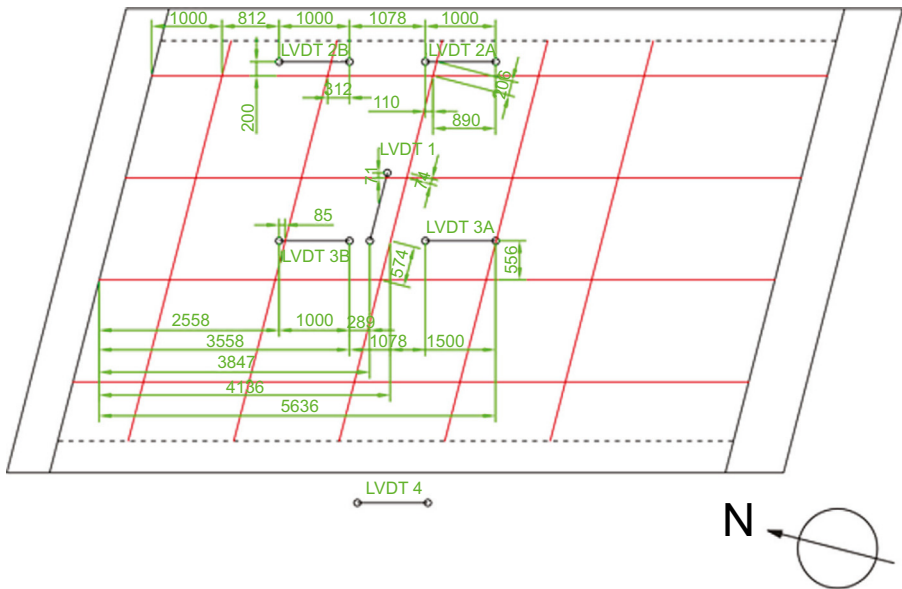 1000 812 1000 1078 1000
LVDT 2B LVDT 2A
312 206
200 110
890
LVDT 1
71 74
85 LVDT 3A
LVDT 3B 574 556
2558 1000 289
3558 1078 1500
3847
4136
5636
LVDT 4
N